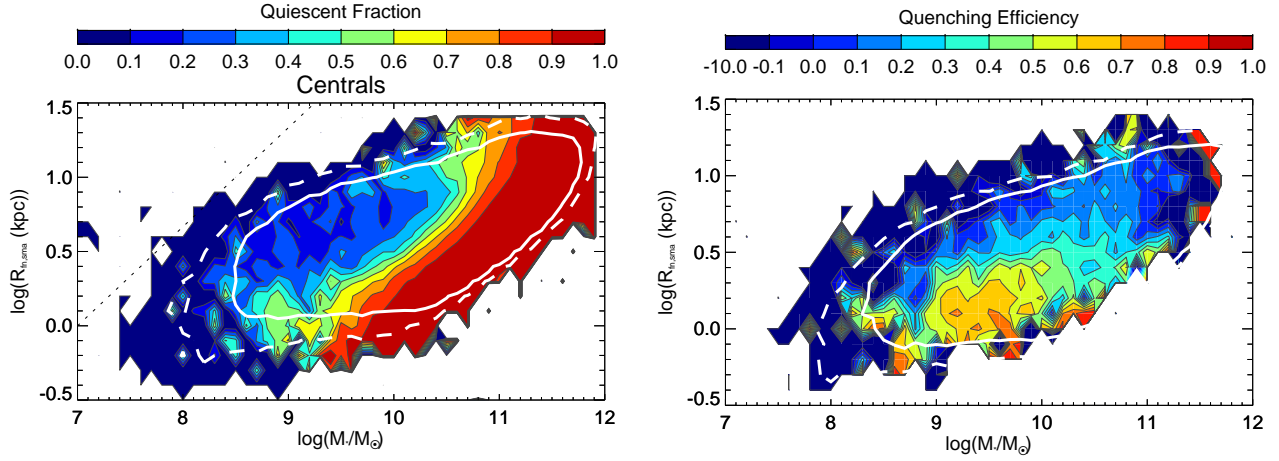 Quiescent Fraction
0.0 0.1 0.2 0.3 0.4 0.5 0.6 0.7 0.8 0.9 1.0
Centrals
1.5
1.0
0.5
0.0
-0.5
log(R_{fn,sma} (kpc))
7 8 9 10 11 12
log(M*/M☉)
Quenching Efficiency
-10.0 -0.1 0.0 0.1 0.2 0.3 0.4 0.5 0.6 0.7 0.8 0.9 1.0
1.5
1.0
0.5
0.0
-0.5
log(R_{fn,sma} (kpc))
7 8 9 10 11 12
log(M*/M☉)